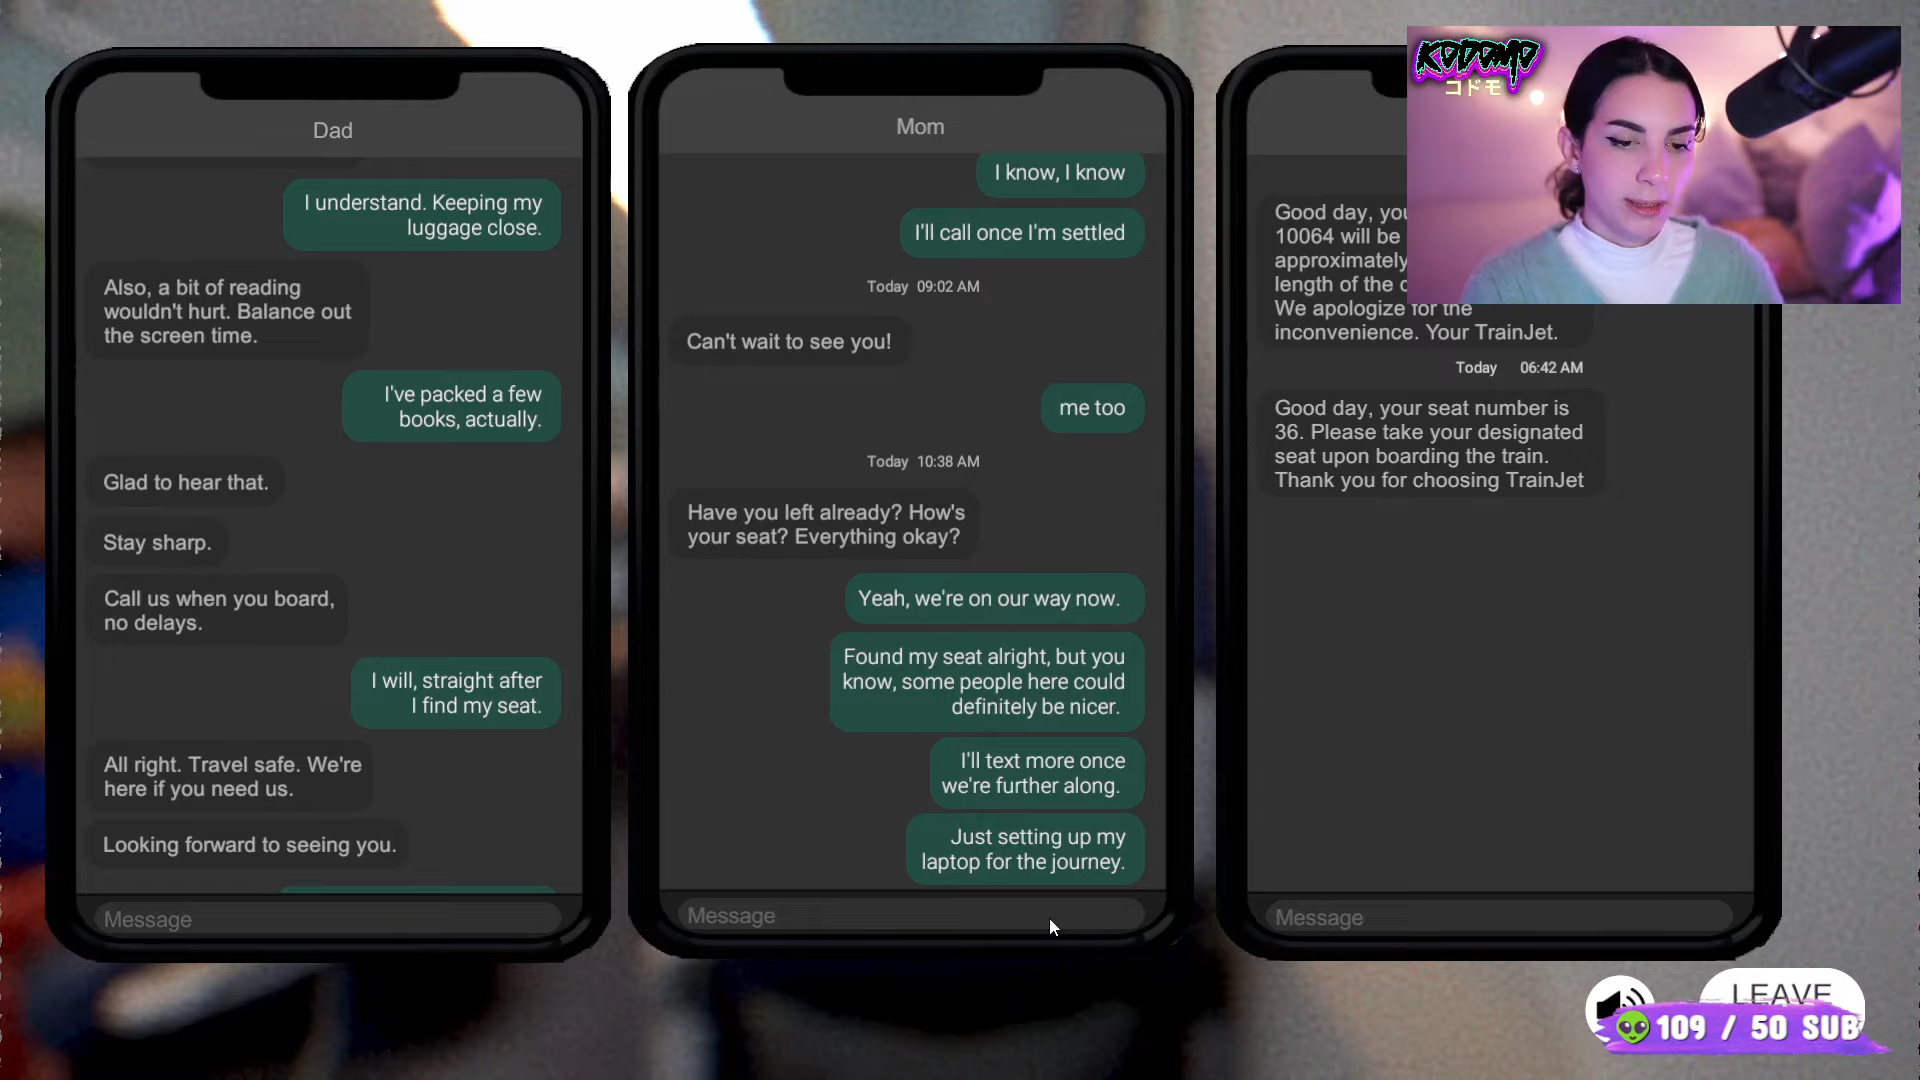 Dad
I understand. Keeping my
luggage close.
Also, a bit of reading
wouldn't hurt. Balance out
the screen time.
I've packed a few
books, actually.
Glad to hear that.
Stay sharp.
Call us when you board,
no delays.
I will, straight after
I find my seat.
All right. Travel safe. We're
here if you need us.
Looking forward to seeing you.
Message
Mom
I know, I know
I'll call once I'm settled
Today 09:02 AM
Can't wait to see you!
me too
Today 10:38 AM
Have you left already? How's
your seat? Everything okay?
Yeah, we're on our way now.
Found my seat alright, but you
know, some people here could
definitely be nicer.
I'll text more once
we're further along.
Just setting up my
laptop for the journey.
Message
KODOMO
コドモ
Good day,
10064 will be
approximately
length of the
We apologize for the
inconvenience. Your TrainJet.
Today 06:42 AM
Good day, your seat number is
36. Please take your designated
seat upon boarding the train.
Thank you for choosing TrainJet
Message
LEAVE
109 / 50 SUB